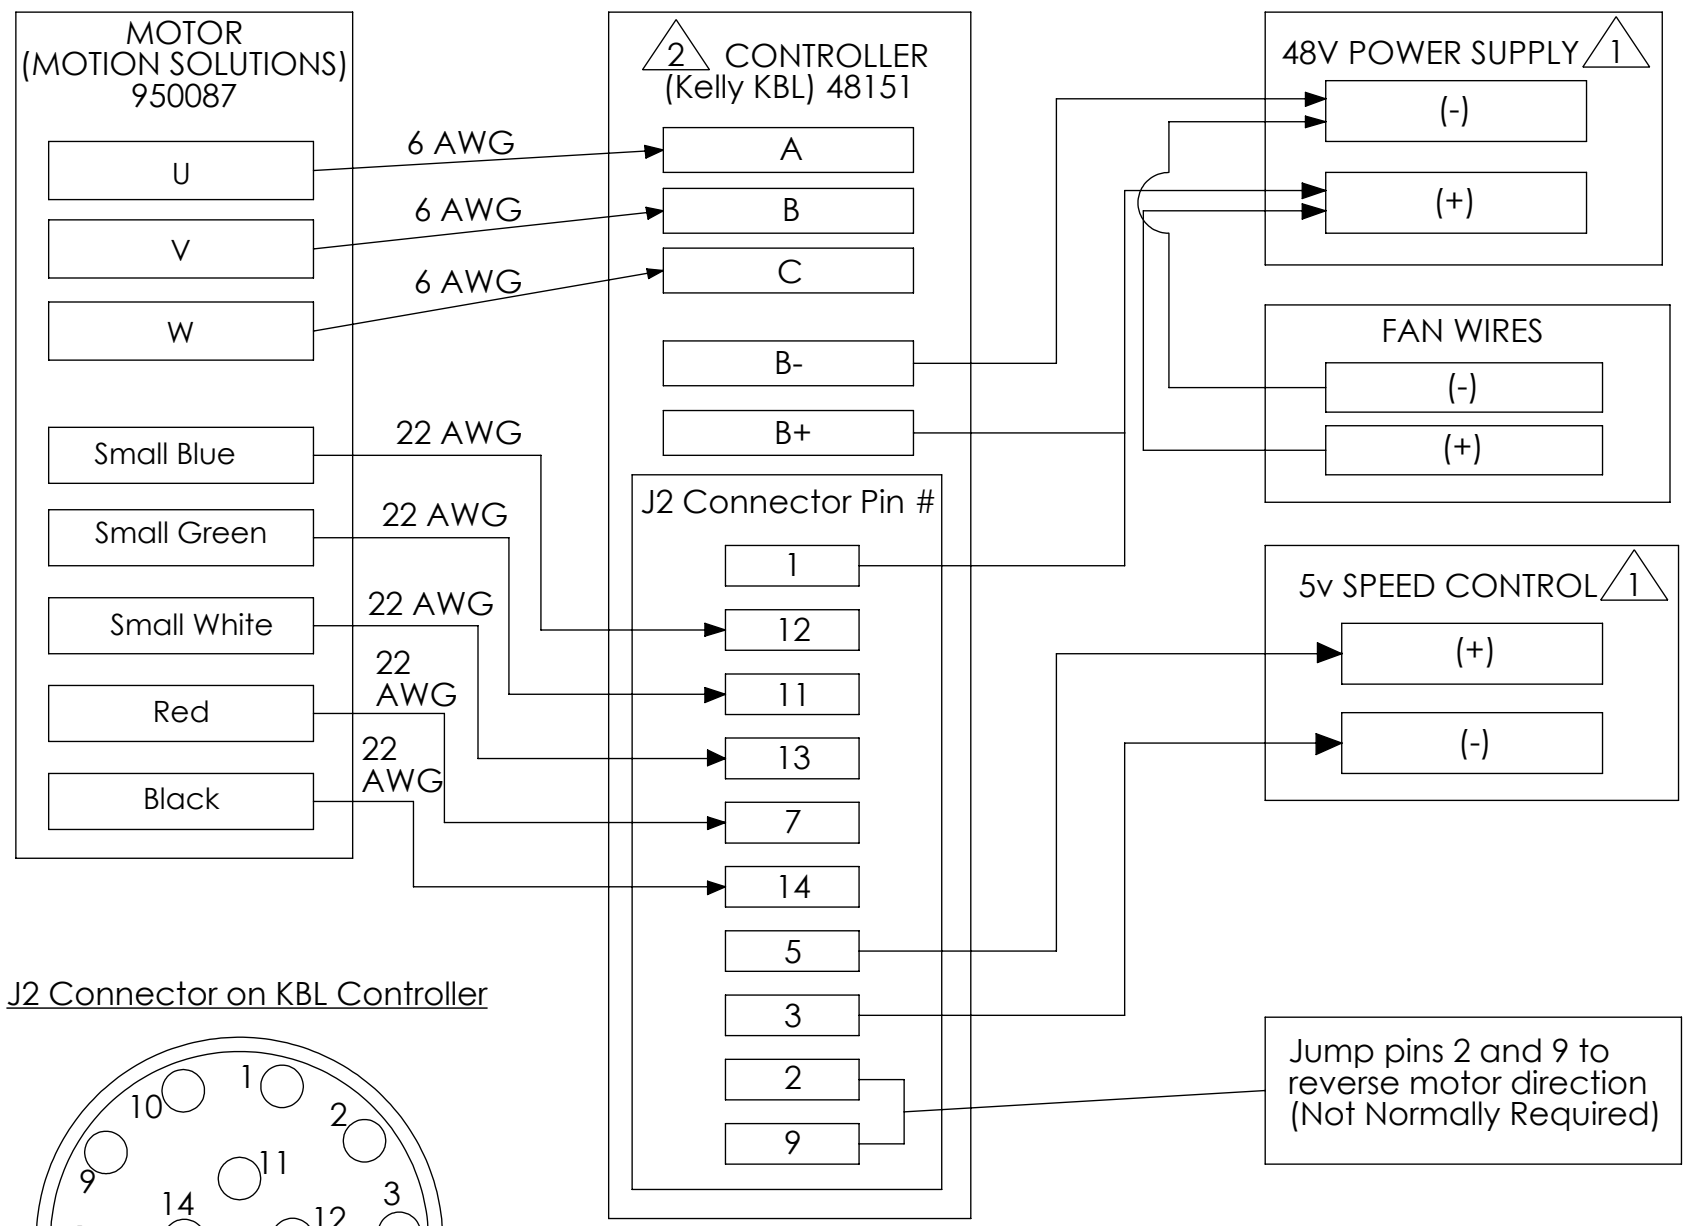 MOTOR
(MOTION SOLUTIONS)
950087
U
V
W
Small Blue
Small Green
Small White
Red
Black
6 AWG
6 AWG
6 AWG
22 AWG
22 AWG
22 AWG
22
AWG
22
AWG
2 CONTROLLER
(Kelly KBL) 48151
A
B
C
B-
B+
J2 Connector Pin #
1
12
11
13
7
14
5
3
2
9
48V POWER SUPPLY 1
(-)
(+)
FAN WIRES
(-)
(+)
5v SPEED CONTROL 1
(+)
(-)
Jump pins 2 and 9 to
reverse motor direction
(Not Normally Required)
J2 Connector on KBL Controller
1
10
2
9
11
14
12
3